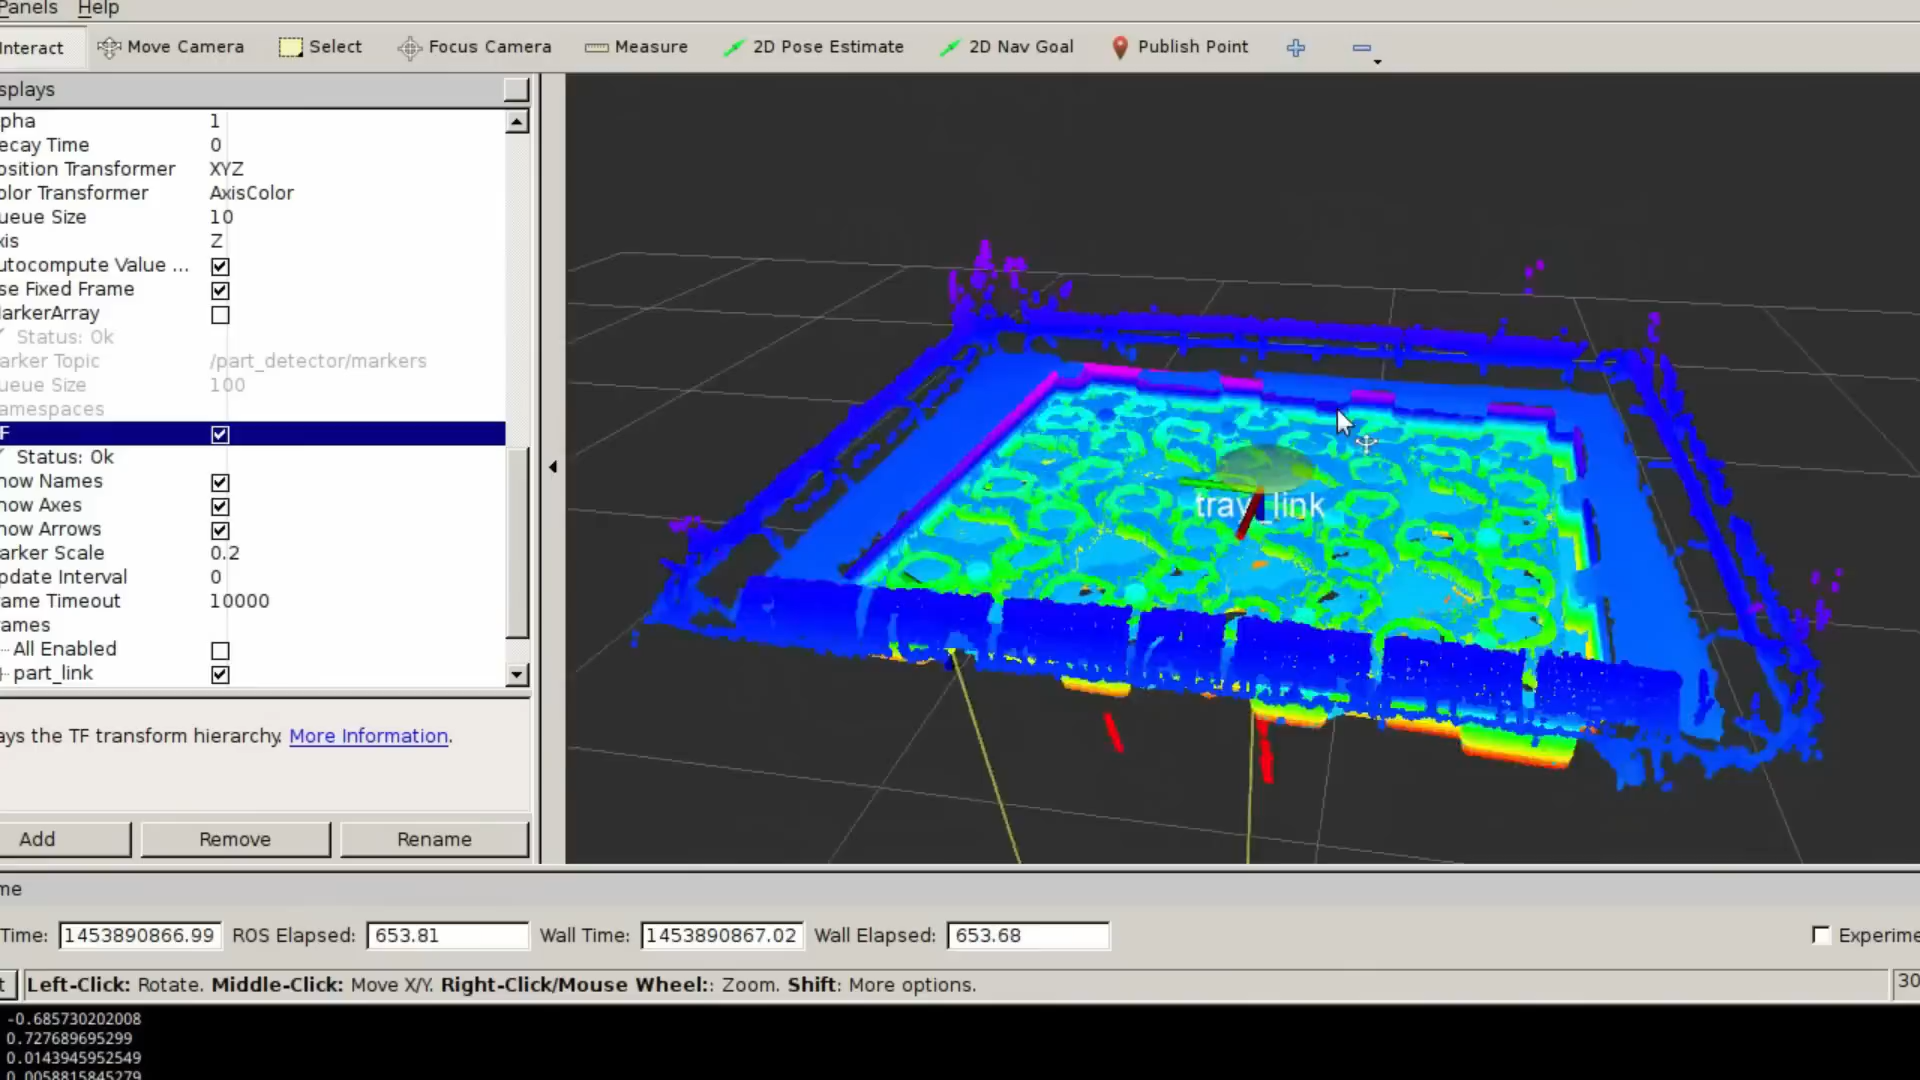 Panels Help
Interact Move Camera Select Focus Camera Measure 2D Pose Estimate 2D Nav Goal Publish Point
splays
pha 1
ecay Time 0
osition Transformer XYZ
olor Transformer AxisColor
ueue Size 10
xis Z
utocompute Value ...
se Fixed Frame
MarkerArray
Status: Ok
arker Topic /part_detector/markers
ueue Size 100
amespaces
F
Status: Ok
how Names
how Axes
how Arrows
arker Scale 0.2
pdate Interval 0
rame Timeout 10000
rames
All Enabled
part_link
tray_link
ays the TF transform hierarchy. More Information.
Add Remove Rename
me
Time: 1453890866.99 ROS Elapsed: 653.81 Wall Time: 1453890867.02 Wall Elapsed: 653.68 Experime
t Left-Click: Rotate. Middle-Click: Move X/Y. Right-Click/Mouse Wheel:: Zoom. Shift: More options. 30
-0.685730202008
0.727689695299
0.0143945952549
0.0058815845279